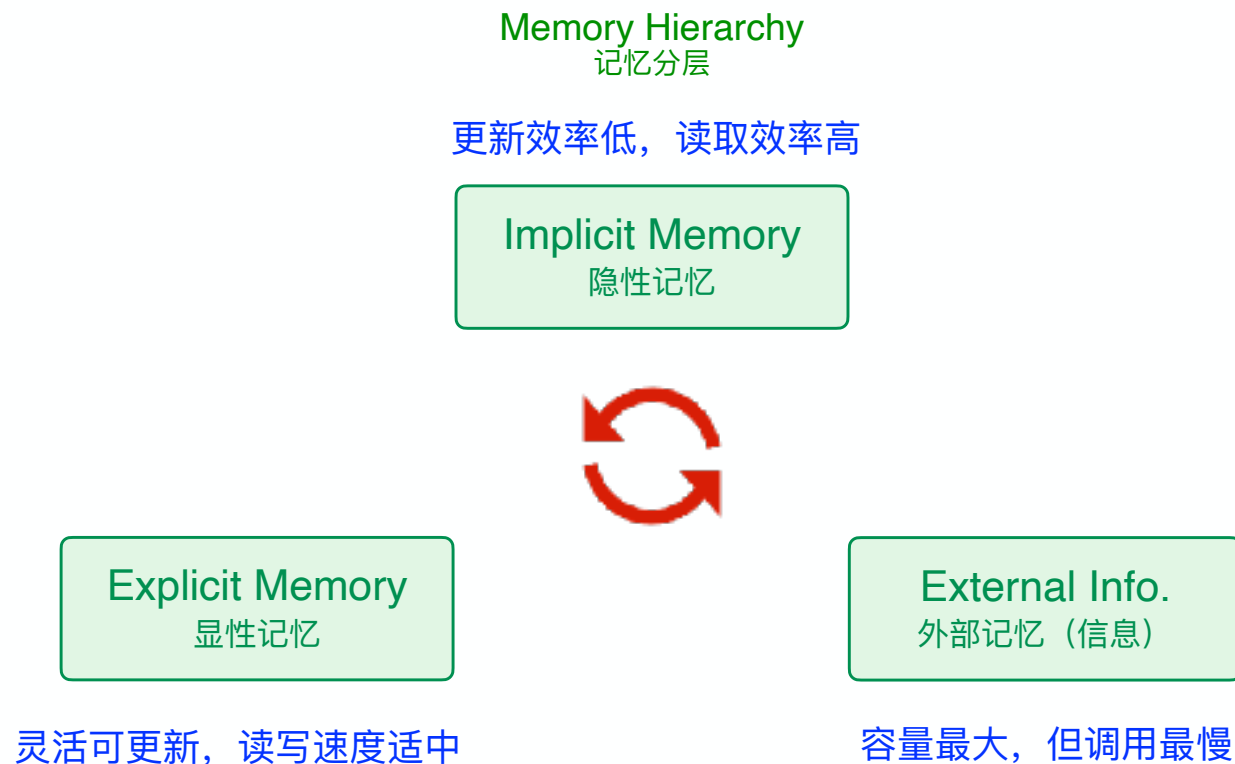 Memory Hierarchy
记忆分层
更新效率低，读取效率高
Implicit Memory
隐性记忆
Explicit Memory
显性记忆
灵活可更新，读写速度适中
External Info.
外部记忆（信息）
容量最大，但调用最慢